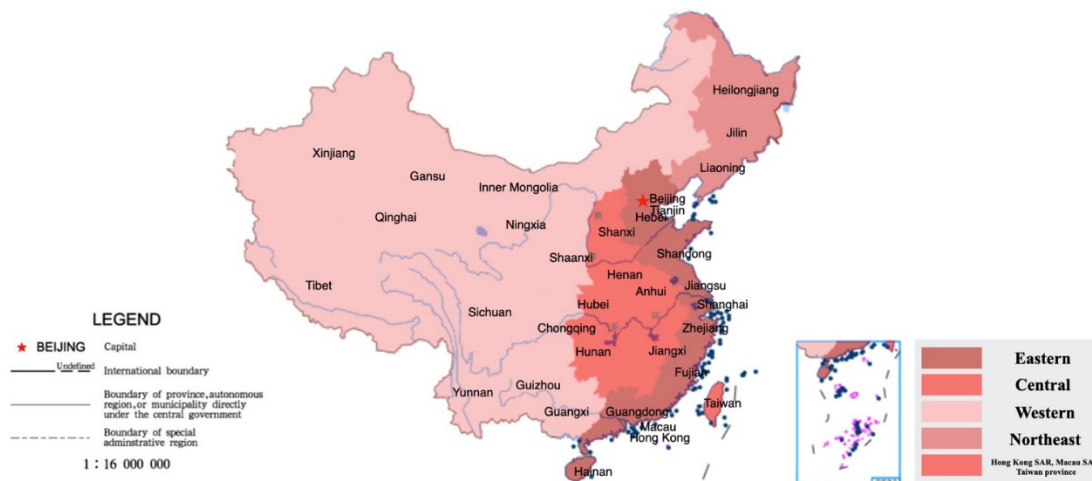 Heilongjiang
Jilin
Xinjiang
Liaoning
Gansu
Inner Mongolia
Beijing
Tianjin
Qinghai
Ningxia
Hebei
Shanxi
Shandong
Shaanxi
Henan
Tibet
Anhui
Jiangsu
Hubei
Shanghai
Sichuan
Chongqing
Zhejiang
Hunan
Jiangxi
Fujian
Guizhou
Yunnan
Taiwan
Guangxi
Guangdong
Macau
Hong Kong
Hainan
LEGEND
BEIJING Capital
Undefined
International boundary
Boundary of province, autonomous
region, or municipality directly
under the central government
Boundary of special
adminstrative region
1：16 000 000
Eastern
Central
Western
Northeast
Hong Kong SAR, Macau SA
Taiwan province